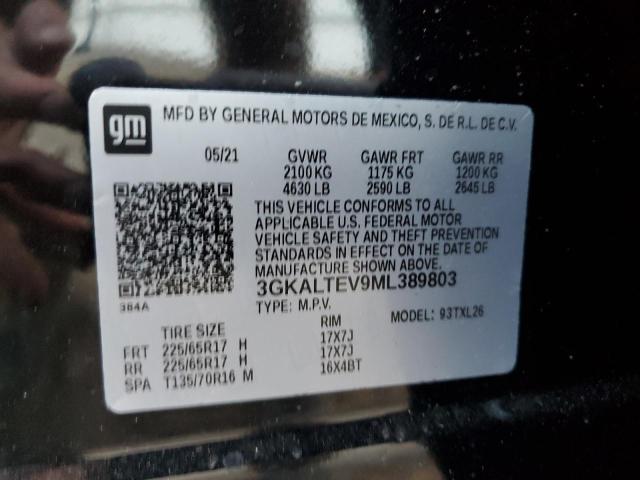 gm
MFD BY GENERAL MOTORS DE MEXICO, S. DE R.L. DE C.V.
05/21 GVWR GAWR FRT GAWR RR
2100 KG 1175 KG 1200 KG
4630 LB 2590 LB 2645 LB
THIS VEHICLE CONFORMS TO ALL
APPLICABLE U.S. FEDERAL MOTOR
VEHICLE SAFETY AND THEFT PREVENTION
STANDARDS IN EFFECT ON THE DATE OF
MANUFACTURE SHOWN ABOVE.
3GKALTEV9ML389803
384A TYPE: M.P.V. MODEL: 93TXL26
TIRE SIZE RIM
FRT 225/65R17 H 17X7J
RR 225/65R17 H 17X7J
SPA T135/70R16 M 16X4BT